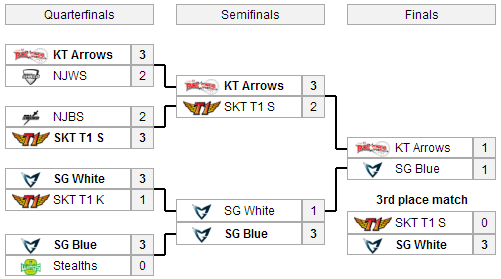 Quarterfinals
Semifinals
Finals
KT Arrows 3
NJWS 2
NJBS 2
SKT T1 S 3
SG White 3
SKT T1 K 1
SG Blue 3
Stealths 0
KT Arrows 3
SKT T1 S 2
SG White 1
SG Blue 3
KT Arrows 1
SG Blue 1
3rd place match
SKT T1 S 0
SG White 3